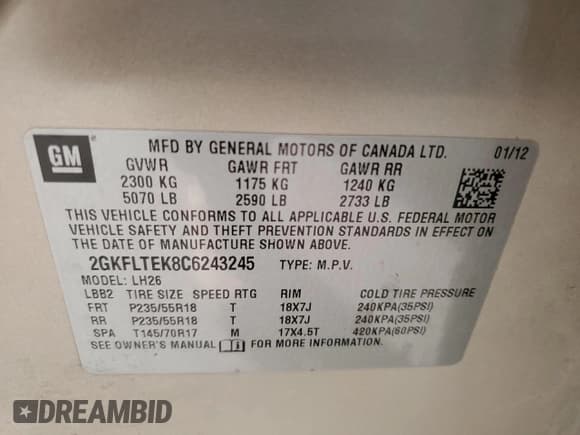 GM
MFD BY GENERAL MOTORS OF CANADA LTD. 01/12
GVWR GAWR FRT GAWR RR
2300 KG 1175 KG 1240 KG
5070 LB 2590 LB 2733 LB
THIS VEHICLE CONFORMS TO ALL APPLICABLE U.S. FEDERAL MOTOR
VEHICLE SAFETY AND THEFT PREVENTION STANDARDS IN EFFECT ON
THE DATE OF MANUFACTURE SHOWN ABOVE.
2GKFLTEK8C6243245 TYPE: M.P.V.
MODEL: LH26
LBB2 TIRE SIZE SPEED RTG RIM COLD TIRE PRESSURE
FRT P235/55R18 T 18X7J 240KPA(35PSI)
RR P235/55R18 T 18X7J 240KPA(35PSI)
SPA T145/70R17 M 17X4.5T 420KPA(60PSI)
SEE OWNER'S MANUAL FOR MORE INFORMATION.
DREAMBID